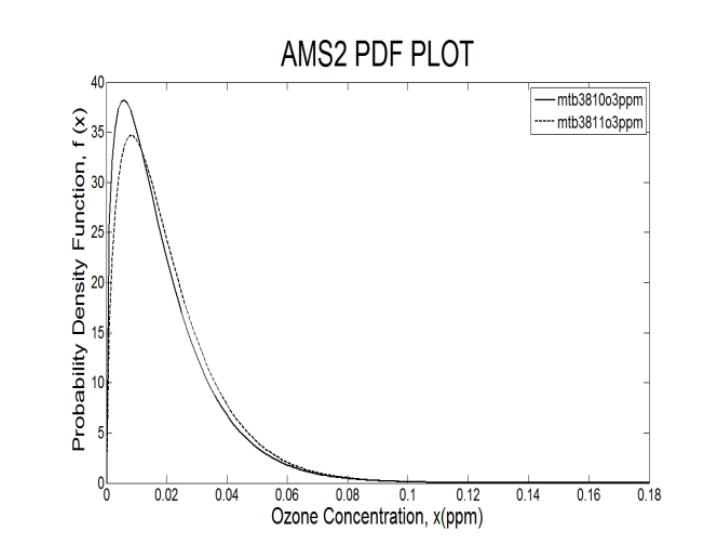 AMS2 PDF PLOT
mtb3810o3ppm
mtb3811o3ppm
Probability Density Function, f (x)
40
35
30
25
20
15
10
5
0
0 0.02 0.04 0.06 0.08 0.1 0.12 0.14 0.16 0.18
Ozone Concentration, x(ppm)